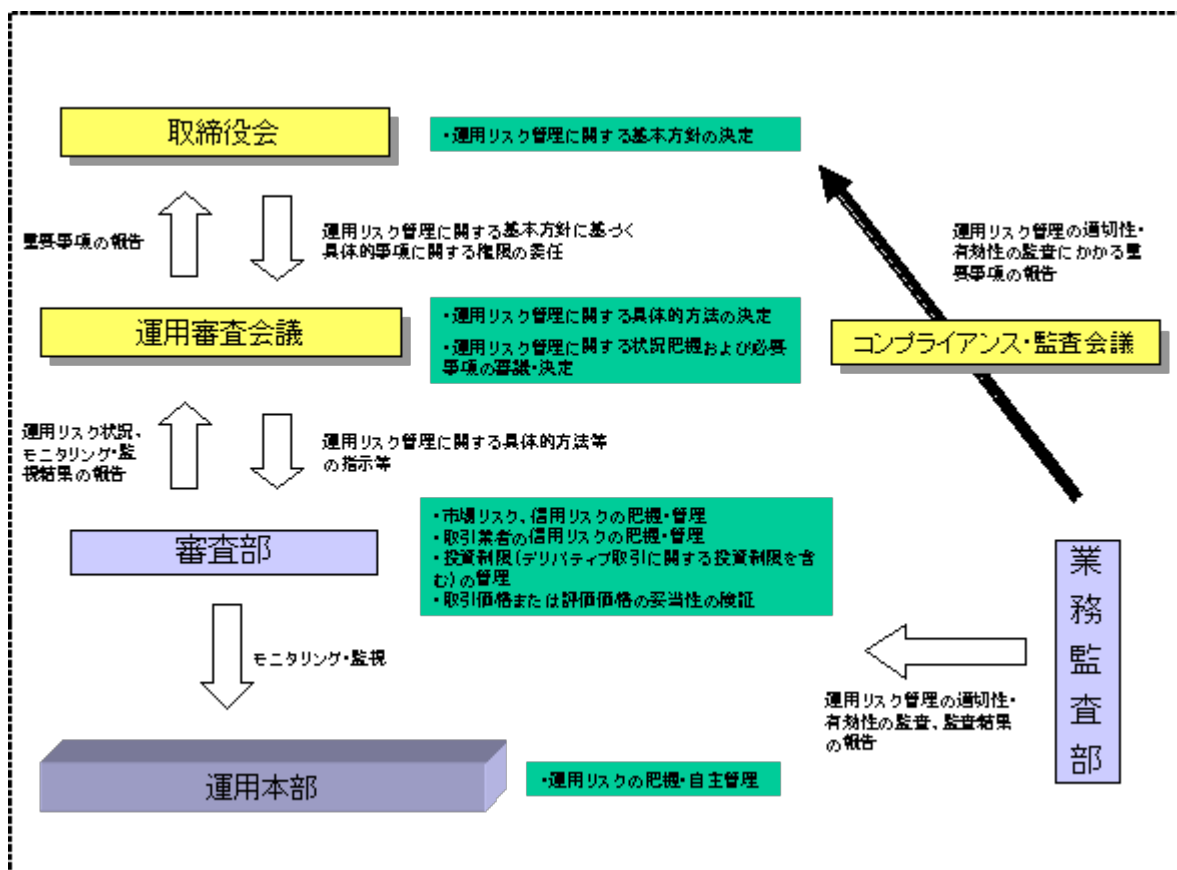 取締役会
・運用リスク管理に関する基本方針の決定
重要事項の報告
運用リスク管理に関する基本方針に基づく
具体的事項に関する権限の委任
運用リスク管理の適切性・
有効性の監査にかかる重
要事項の報告
運用審査会議
・運用リスク管理に関する具体的方法の決定
・運用リスク管理に関する状況把握および必要
事項の審議・決定
コンプライアンス・監査会議
運用リスク状況、
モニタリング・監
視結果の報告
運用リスク管理に関する具体的方法等
の指示等
審査部
・市場リスク、信用リスクの把握・管理
・取引業者の信用リスクの把握・管理
・投資制限(デリバティブ取引に関する投資制限を含
む)の管理
・取引価格または評価価格の妥当性の検証
業務監査部
モニタリング・監視
運用リスク管理の適切性・
有効性の監査、監査結果
の報告
運用本部
・運用リスクの把握・自主管理